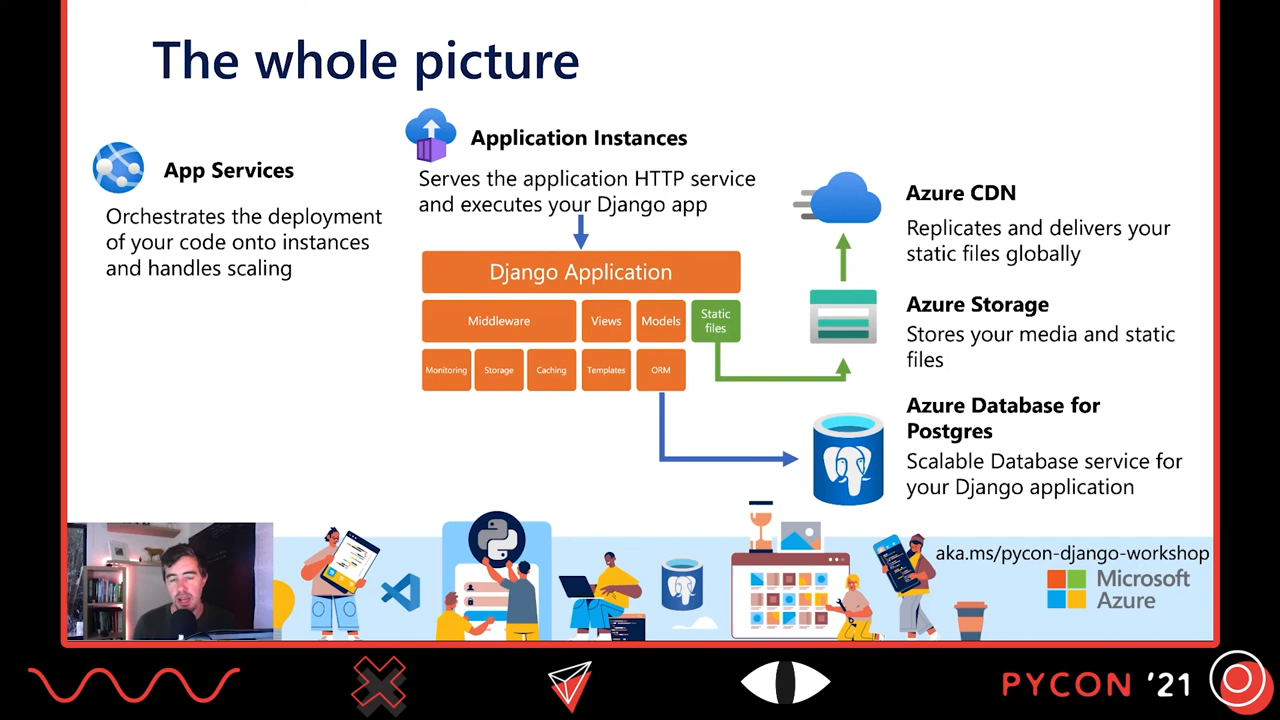 The whole picture
App Services
Orchestrates the deployment
of your code onto instances
and handles scaling
Application Instances
Serves the application HTTP service
and executes your Django app
Django Application
Middleware
Views
Models
Static
files
Monitoring
Storage
Caching
Templates
ORM
Azure CDN
Replicates and delivers your
static files globally
Azure Storage
Stores your media and static
files
Azure Database for
Postgres
Scalable Database service for
your Django application
aka.ms/pycon-django-workshop
Microsoft
Azure
PYCON '21